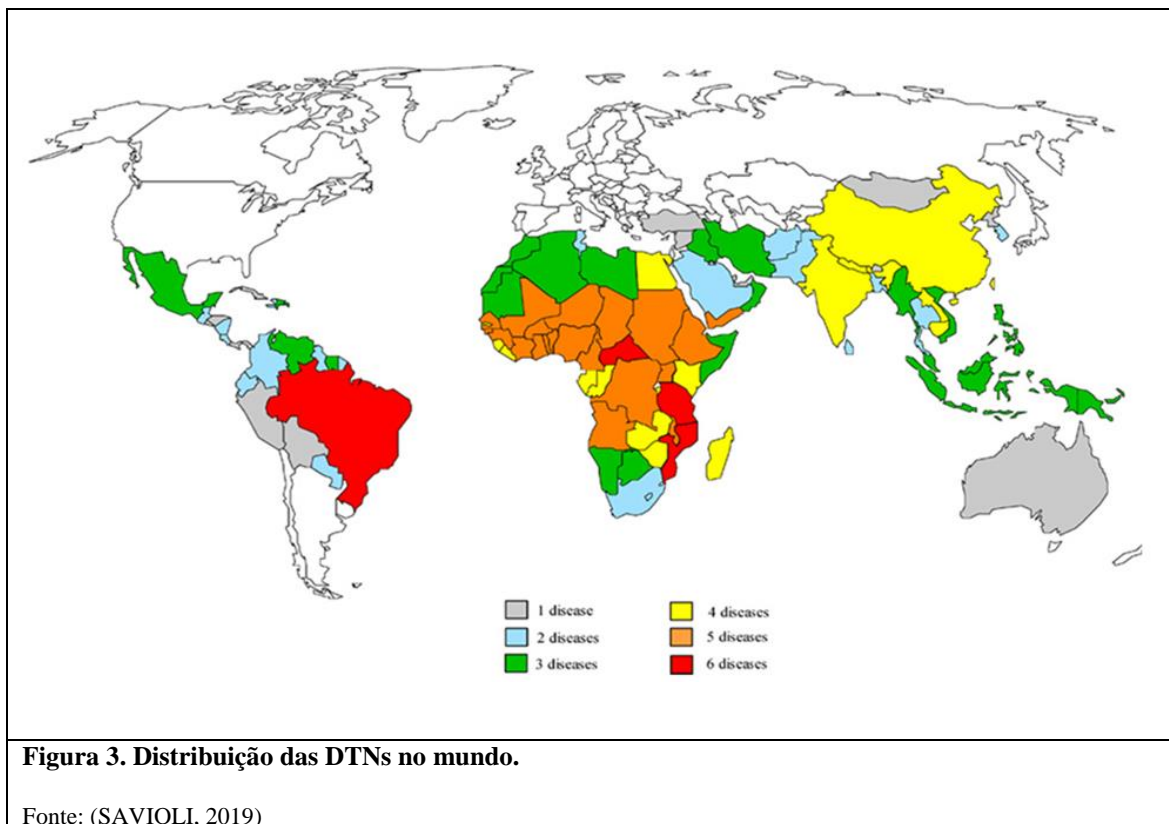 1 disease
2 diseases
3 diseases
4 diseases
5 diseases
6 diseases
Figura 3. Distribuição das DTNs no mundo.
Fonte: (SAVIOLI, 2019)